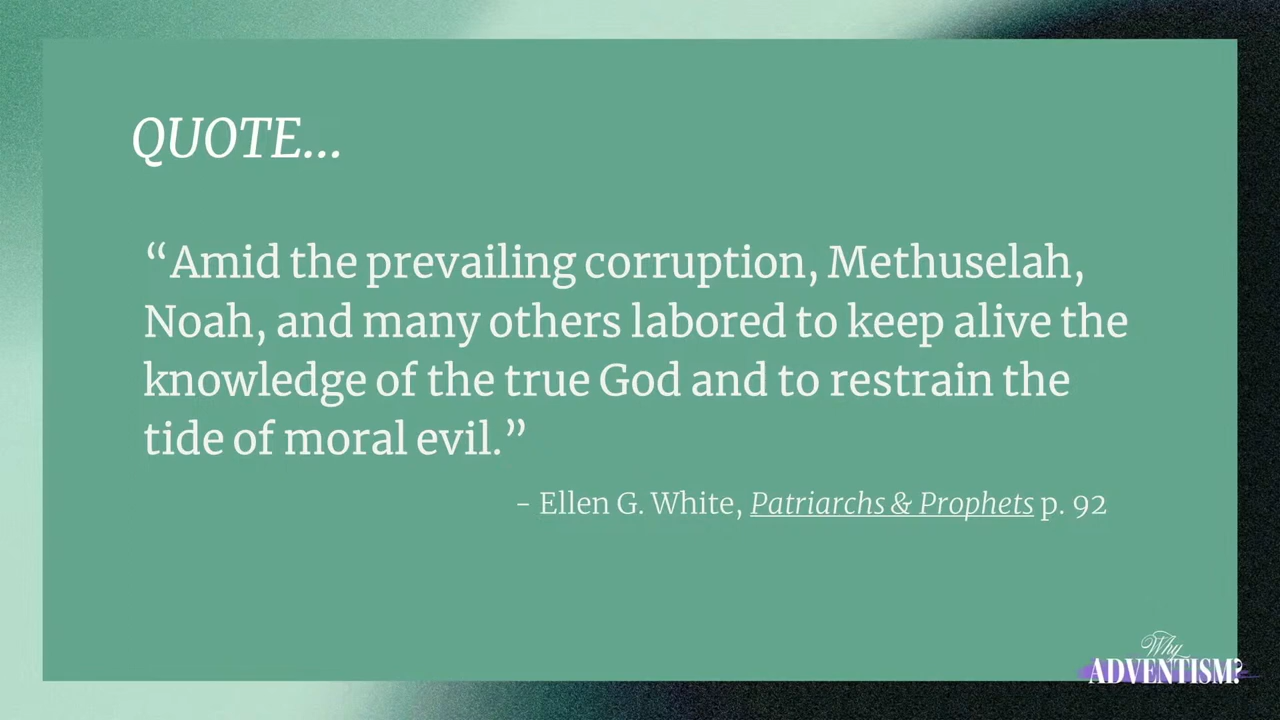 QUOTE...
“Amid the prevailing corruption, Methuselah,
Noah, and many others labored to keep alive the
knowledge of the true God and to restrain the
tide of moral evil.”
- Ellen G. White, Patriarchs & Prophets p. 92
Why
ADVENTISM?